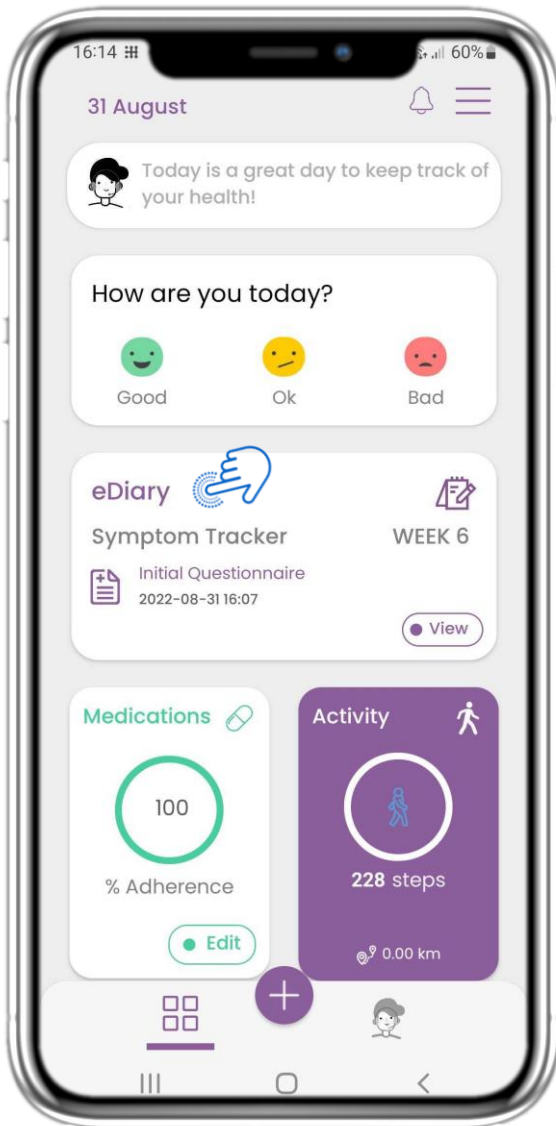 16:14
60%
31 August
Today is a great day to keep track of
your health!
How are you today?
Good
Ok
Bad
eDiary
Symptom Tracker
WEEK 6
Initial Questionnaire
2022-08-31 16:07
View
Medications
100
% Adherence
Edit
Activity
228 steps
0.00 km